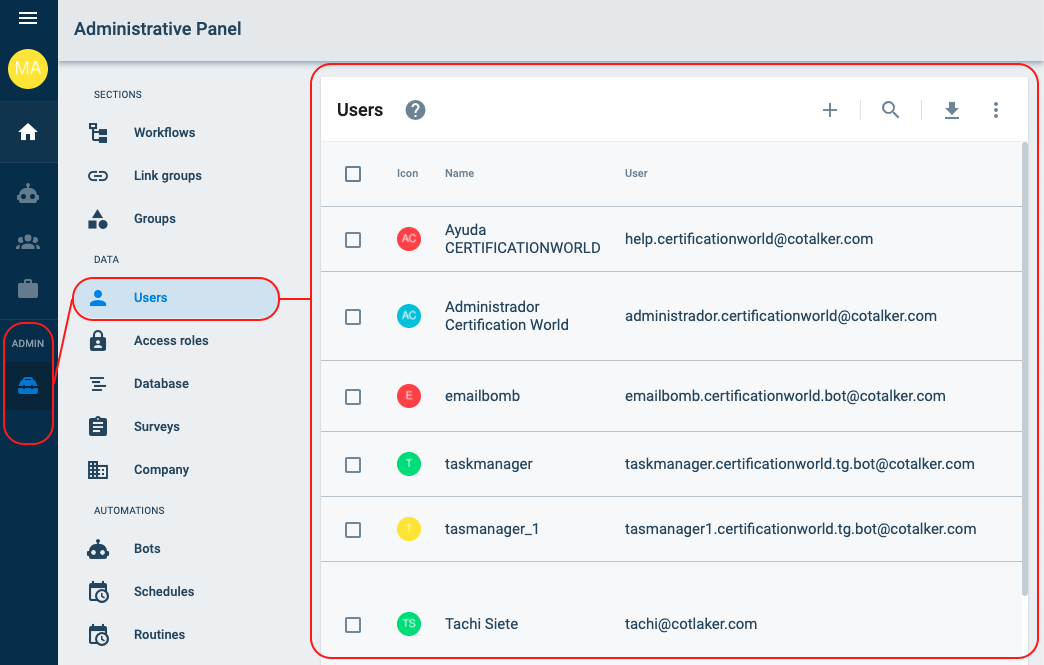 Administrative Panel
MA
ADMIN
SECTIONS
Workflows
Link groups
Groups
DATA
Users
Access roles
Database
Surveys
Company
AUTOMATIONS
Bots
Schedules
Routines
Users ?
Icon Name User
AC Ayuda
CERTIFICATIONWORLD help.certificationworld@cotalker.com
AC Administrador
Certification World administrador.certificationworld@cotalker.com
E emailbomb emailbomb.certificationworld.bot@cotalker.com
T taskmanager taskmanager.certificationworld.tg.bot@cotalker.com
T tasmanager_1 tasmanager1.certificationworld.tg.bot@cotalker.com
TS Tachi Siete tachi@cotlaker.com